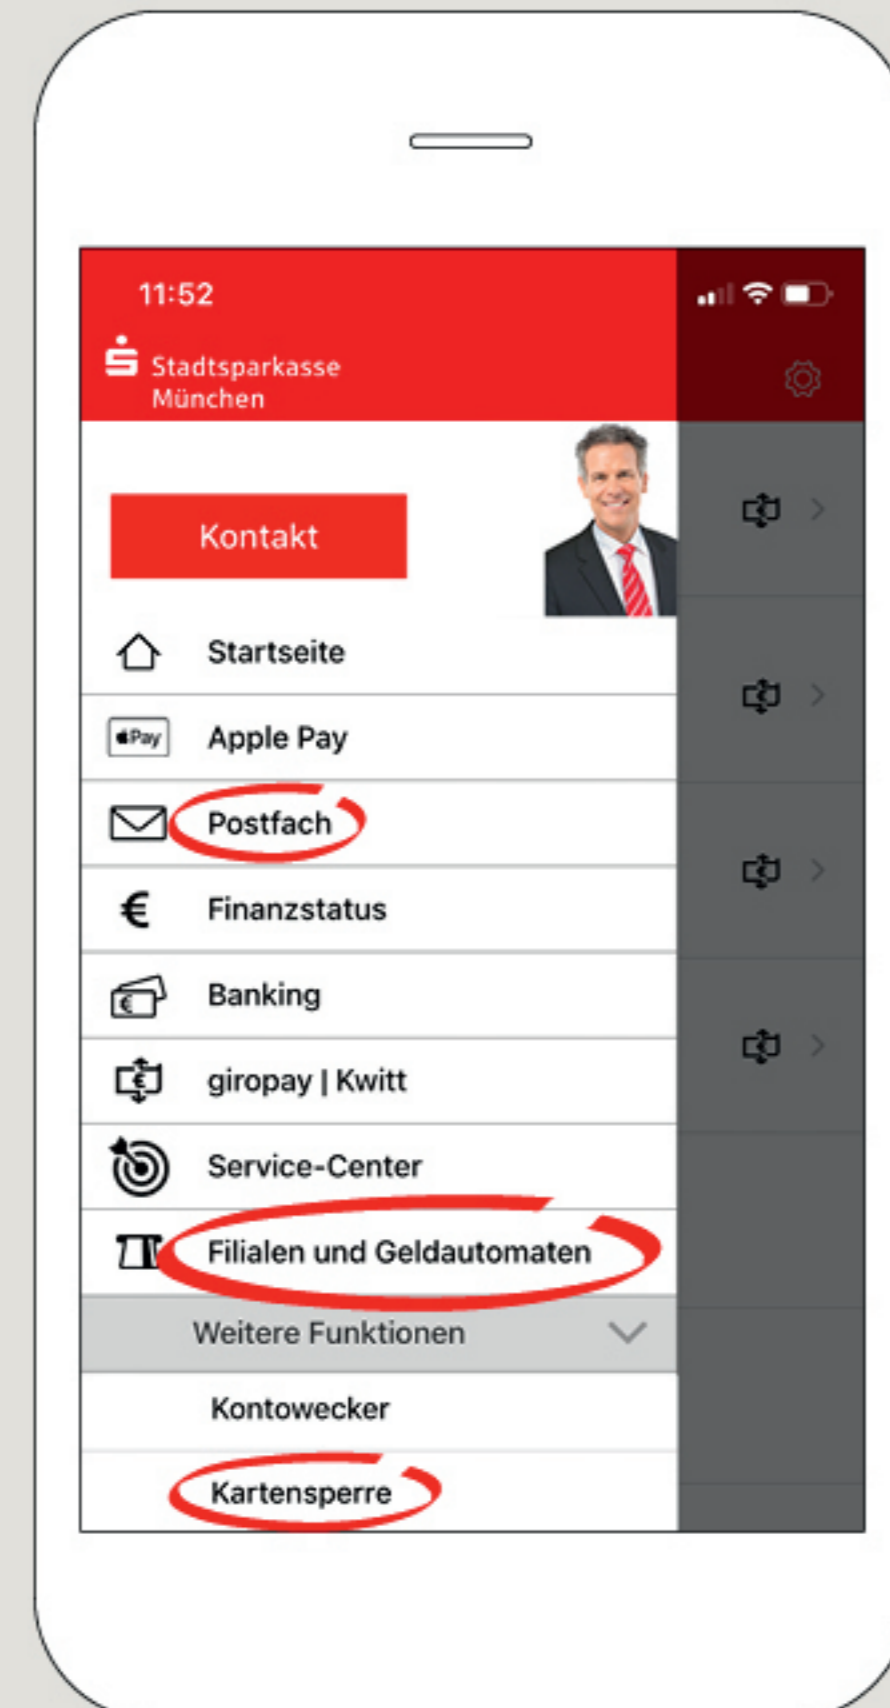 11:52
Stadtsparkasse
München
Kontakt
Startseite
Pay Apple Pay
Postfach
€ Finanzstatus
Banking
giropay | Kwitt
Service-Center
Filialen und Geldautomaten
Weitere Funktionen
Kontowecker
Kartensperre